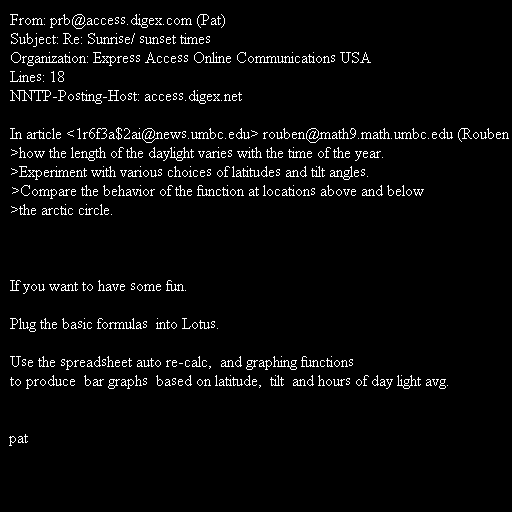 From: prb@access.digex.com (Pat)
Subject: Re: Sunrise/ sunset times
Organization: Express Access Online Communications USA
Lines: 18
NNTP-Posting-Host: access.digex.net
In article <1r6f3a$2ai@news.umbc.edu> rouben@math9.math.umbc.edu (Rouben
>how the length of the daylight varies with the time of the year.
>Experiment with various choices of latitudes and tilt angles.
>Compare the behavior of the function at locations above and below
>the arctic circle.
If you want to have some fun.
Plug the basic formulas  into Lotus.
Use the spreadsheet auto re-calc,  and graphing functions
to produce  bar graphs  based on latitude,  tilt  and hours of day light avg.
pat